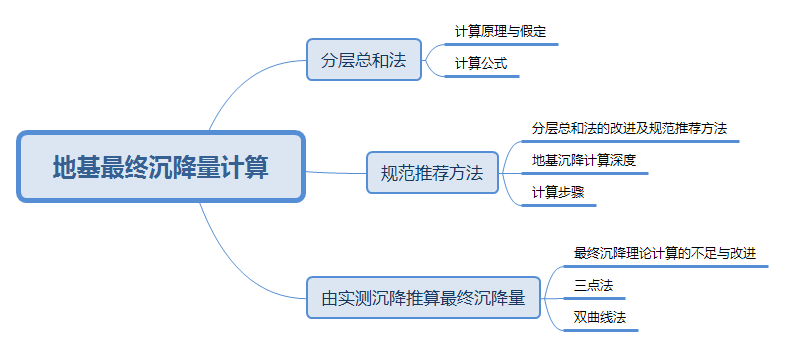 地基最终沉降量计算
分层总和法
计算原理与假定
计算公式
规范推荐方法
分层总和法的改进及规范推荐方法
地基沉降计算深度
计算步骤
由实测沉降推算最终沉降量
最终沉降理论计算的不足与改进
三点法
双曲线法